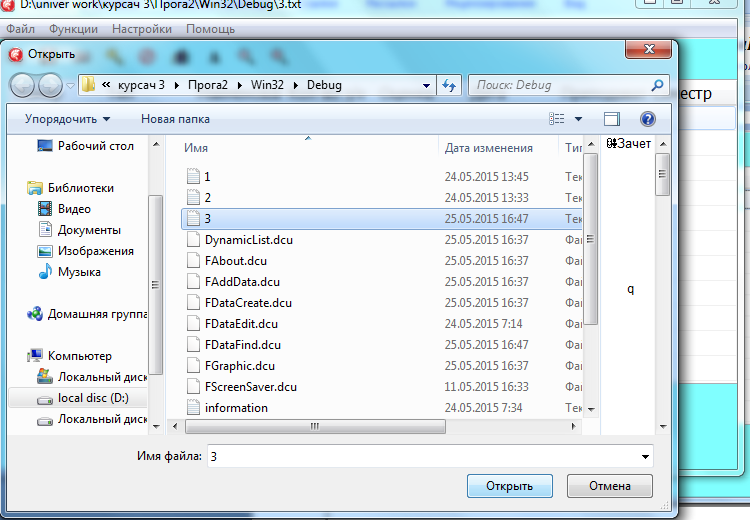 D:\univer work\курсач 3\Прога2\Win32\Debug\3.txt
Файл Функции Настройки Помощь
Открыть
« курсач 3 Прога2 Win32 Debug
Поиск: Debug
естр
Упорядочить Новая папка
Рабочий стол
Библиотеки
Видео
Документы
Изображения
Музыка
Домашняя группа
Компьютер
Локальный диск
local disc (D:)
Локальный диск
Имя Дата изменения Тип
1 24.05.2015 13:45 Тек
2 24.05.2015 13:33 Тек
3 25.05.2015 16:47 Тек
DynamicList.dcu 25.05.2015 16:37 Фай
FAbout.dcu 25.05.2015 16:37 Фай
FAddData.dcu 25.05.2015 16:37 Фай
FDataCreate.dcu 25.05.2015 16:37 Фай
FDataEdit.dcu 24.05.2015 7:14 Фай
FDataFind.dcu 25.05.2015 16:47 Фай
FGraphic.dcu 25.05.2015 16:37 Фай
FScreenSaver.dcu 11.05.2015 16:33 Фай
information 24.05.2015 7:34 Тек
Зачет
q
Имя файла: 3
Открыть Отмена